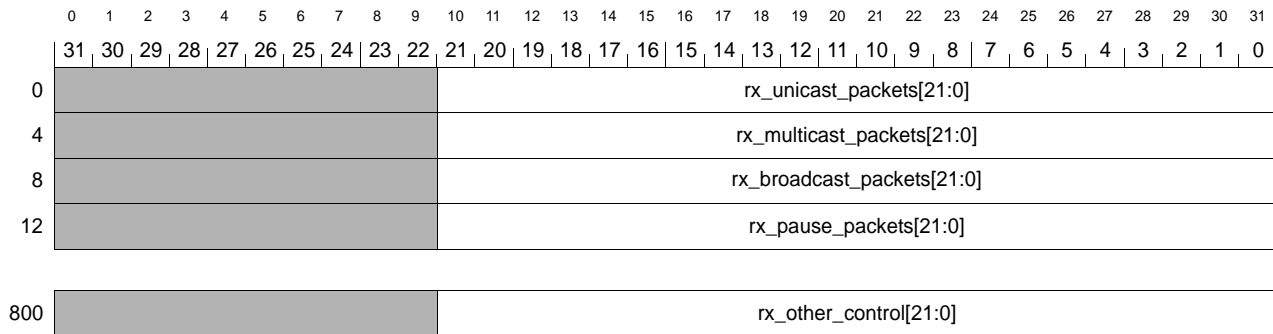 0 1 2 3 4 5 6 7 8 9 10 11 12 13 14 15 16 17 18 19 20 21 22 23 24 25 26 27 28 29 30 31
31 30 29 28 27 26 25 24 23 22 21 20 19 18 17 16 15 14 13 12 11 10 9 8 7 6 5 4 3 2 1 0
0 rx_unicast_packets[21:0]
4 rx_multicast_packets[21:0]
8 rx_broadcast_packets[21:0]
12 rx_pause_packets[21:0]
800 rx_other_control[21:0]